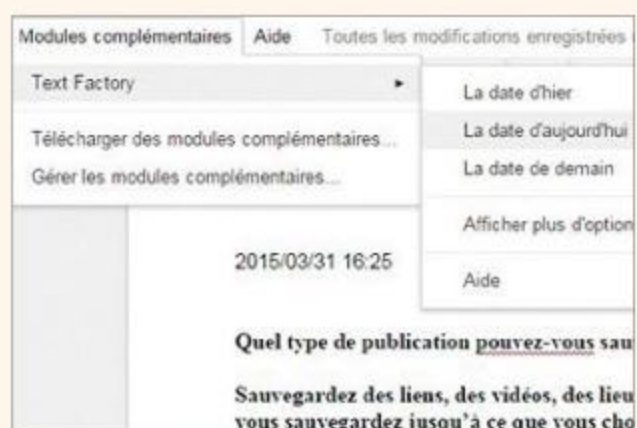 Modules complémentaires Aide Toutes les modifications enregistrées
Text Factory
Télécharger des modules complémentaires...
Gérer les modules complémentaires...
La date d'hier
La date d'aujourd'hui
La date de demain
Afficher plus d'option
Aide
2015/03/31 16:25
Quel type de publication pouvez-vous sau
Sauvegardez des liens, des vidéos, des lieu
vous sauvegardez jusqu'à ce que vous cho